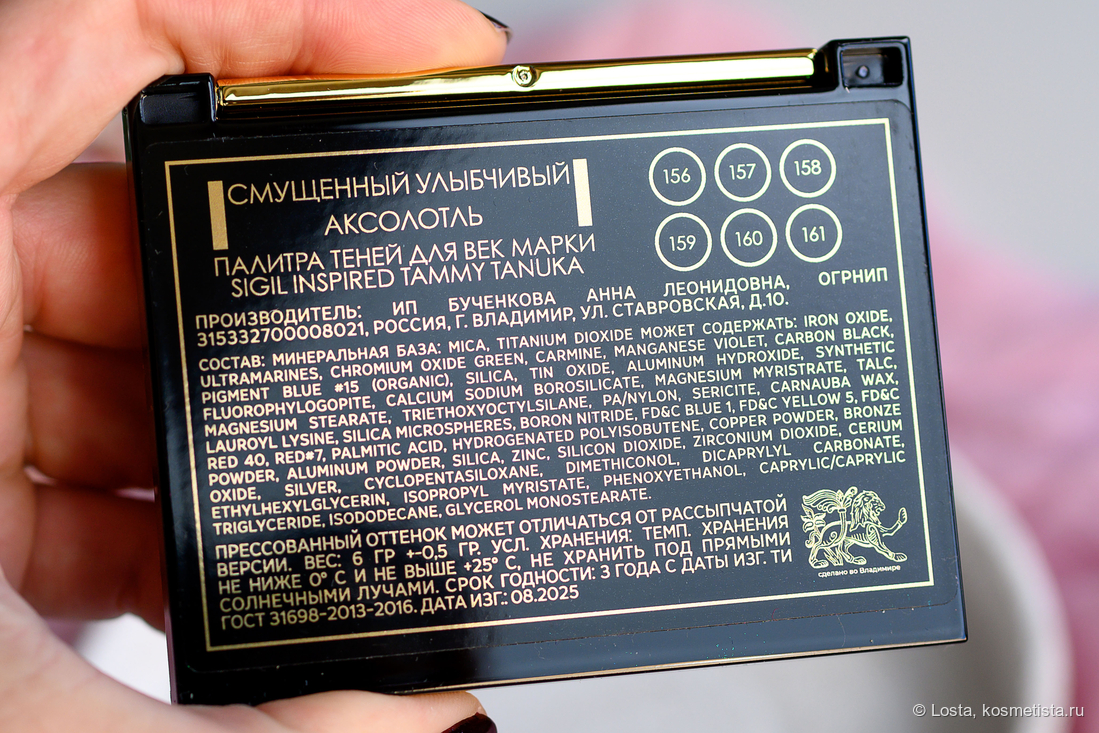 СМУЩЕННЫЙ УЛЫБЧИВЫЙ
АКСОЛОТЛЬ
ПАЛИТРА ТЕНЕЙ ДЛЯ ВЕК МАРКИ
SIGIL INSPIRED TAMMY TANUKA
156 157 158
159 160 161
ПРОИЗВОДИТЕЛЬ: ИП БУЧЕНКОВА АННА ЛЕОНИДОВНА, ОГРНИП
315332700008021, РОССИЯ, Г. ВЛАДИМИР, УЛ. СТАВРОВСКАЯ, Д.10.
СОСТАВ: МИНЕРАЛЬНАЯ БАЗА: MICA, TITANIUM DIOXIDE МОЖЕТ СОДЕРЖАТЬ: IRON OXIDE,
ULTRAMARINES, CHROMIUM OXIDE GREEN, CARMINE, MANGANESE VIOLET, CARBON BLACK,
PIGMENT BLUE #15 (ORGANIC), SILICA, TIN OXIDE, ALUMINUM HYDROXIDE, SYNTHETIC
FLUOROPHYLOGOPITE, CALCIUM SODIUM BOROSILICATE, MAGNESIUM MYRISTRATE, TALC,
MAGNESIUM STEARATE, TRIETHOXYOCTYLSILANE, PA/NYLON, SERICITE, CARNAUBA WAX,
LAUROYL LYSINE, SILICA MICROSPHERES, BORON NITRIDE, FD&C BLUE 1, FD&C YELLOW 5, FD&C
RED 40, RED#7, PALMITIC ACID, HYDROGENATED POLYISOBUTENE, COPPER POWDER, BRONZE
POWDER, ALUMINUM POWDER, SILICA, ZINC, SILICON DIOXIDE, ZIRCONIUM DIOXIDE, CERIUM
OXIDE, SILVER, CYCLOPENTASILOXANE, DIMETHICONOL, DICAPRYLYL CARBONATE,
ETHYLHEXYLGLYCERIN, ISOPROPYL MYRISTATE, PHENOXYETHANOL, CAPRYLIC/CAPRYLIC
TRIGLYCERIDE, ISODODECANE, GLYCEROL MONOSTEARATE.
ПРЕССОВАННЫЙ ОТТЕНОК МОЖЕТ ОТЛИЧАТЬСЯ ОТ РАССЫПЧАТОЙ
ВЕРСИИ. ВЕС: 6 ГР +-0,5 ГР. УСЛ. ХРАНЕНИЯ: ТЕМП. ХРАНЕНИЯ
НЕ НИЖЕ 0° С И НЕ ВЫШЕ +25° С, НЕ ХРАНИТЬ ПОД ПРЯМЫМИ
СОЛНЕЧНЫМИ ЛУЧАМИ. СРОК ГОДНОСТИ: 3 ГОДА С ДАТЫ ИЗГ. ТИ
ГОСТ 31698-2013-2016. ДАТА ИЗГ.: 08.2025
сделано во Владимире
© Losta, kosmetista.ru